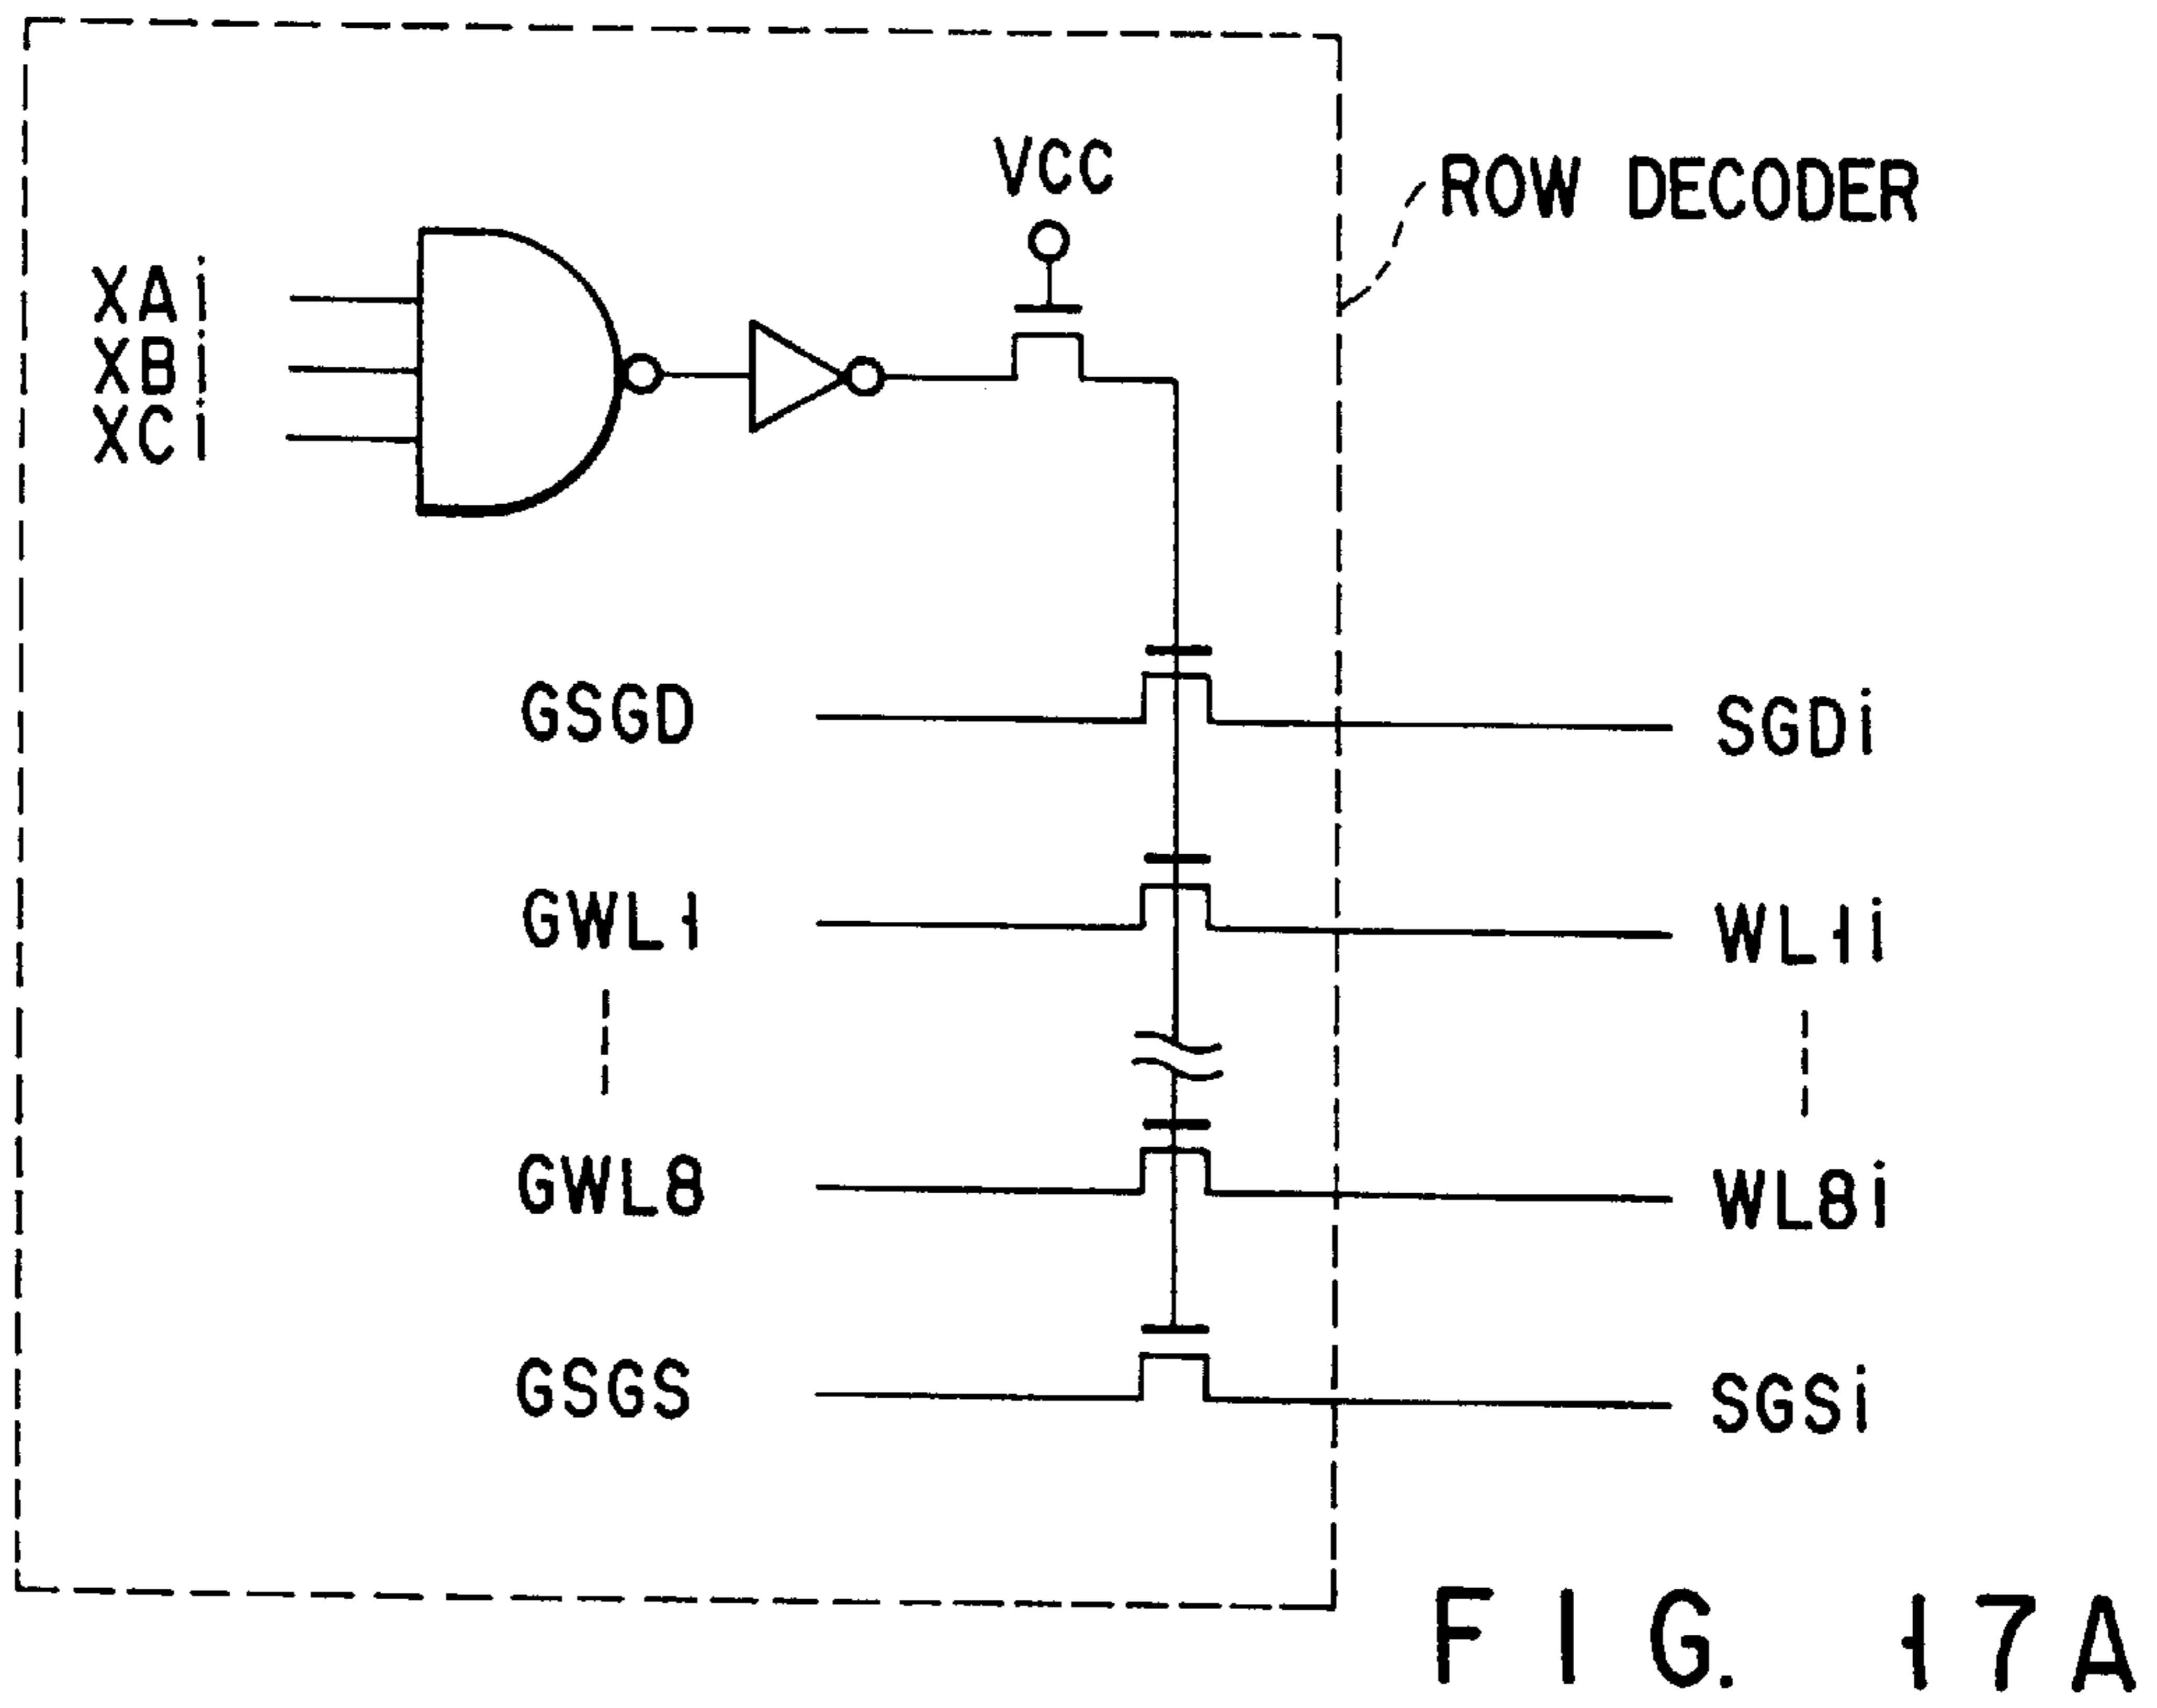 VCC
ROW DECODER
XAi
XBi
XCi
GSGD
SGDi
GWL1
WL1i
GWL8
WL8i
GSGS
SGSi
FIG. 17A